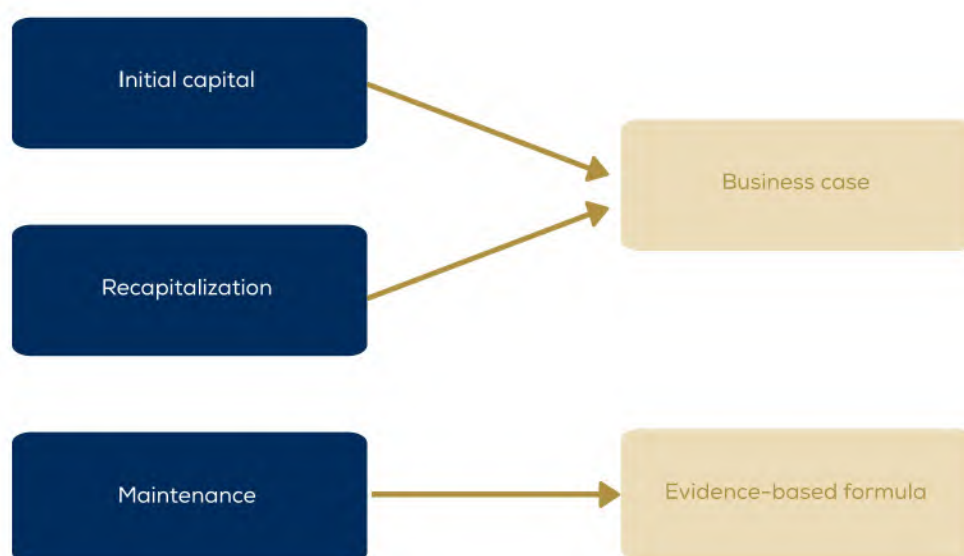 Initial capital
Business case
Recapitalization
Maintenance
Evidence-based formula